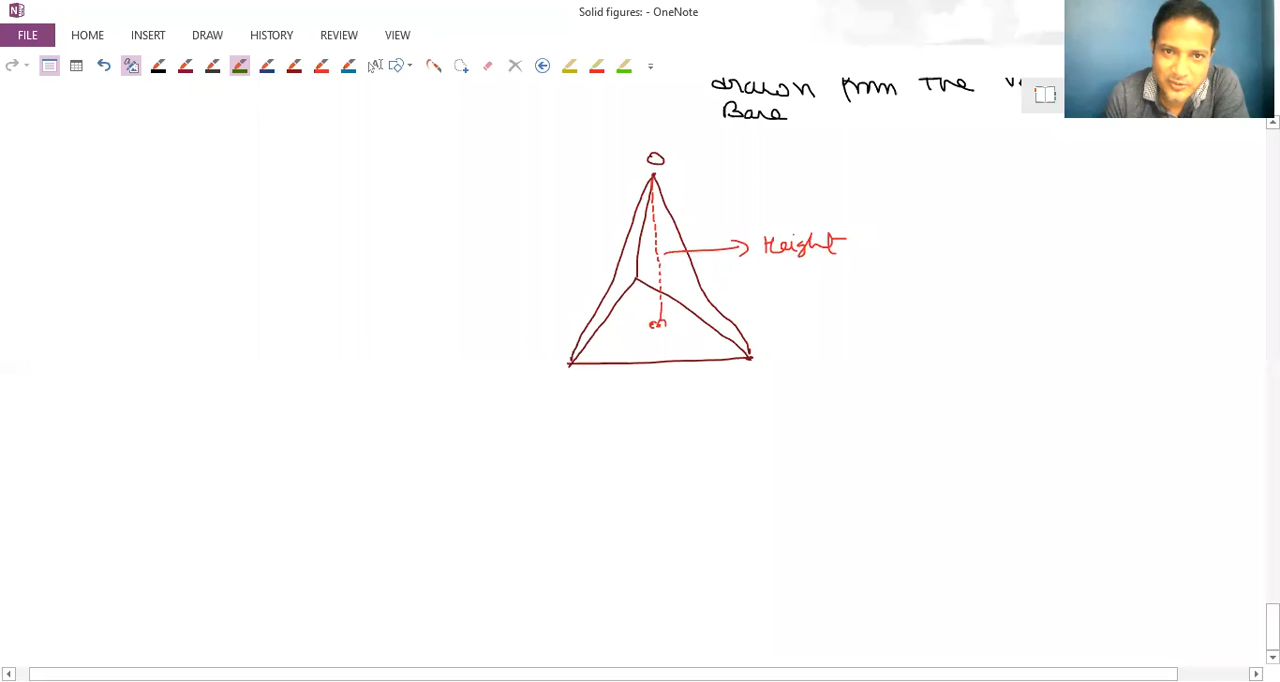 Solid figures: - OneNote
FILE HOME INSERT DRAW HISTORY REVIEW VIEW
drawn from the
Base
O
Height